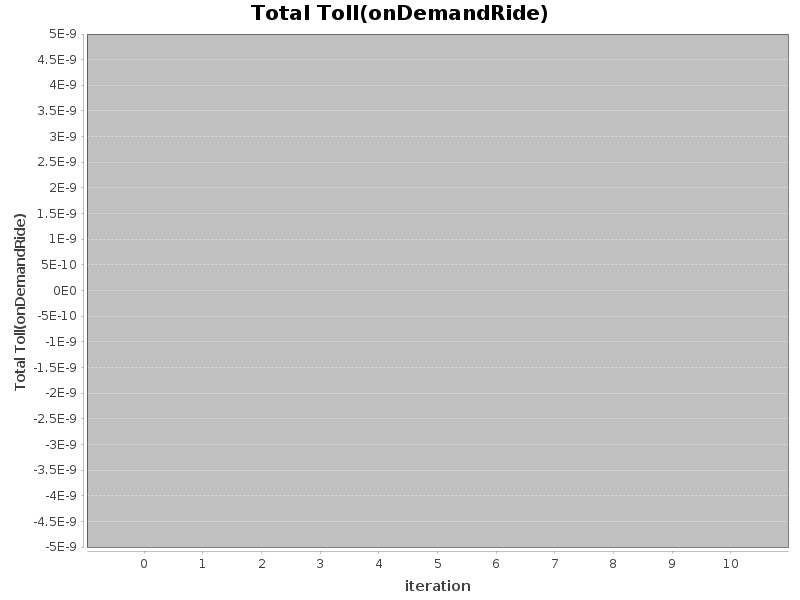 Total Toll(onDemandRide)
5E-9
4.5E-9
4E-9
3.5E-9
3E-9
2.5E-9
2E-9
1.5E-9
1E-9
5E-10
0E0
-5E-10
-1E-9
-1.5E-9
-2E-9
-2.5E-9
-3E-9
-3.5E-9
-4E-9
-4.5E-9
-5E-9
Total Toll(onDemandRide)
0 1 2 3 4 5 6 7 8 9 10
iteration